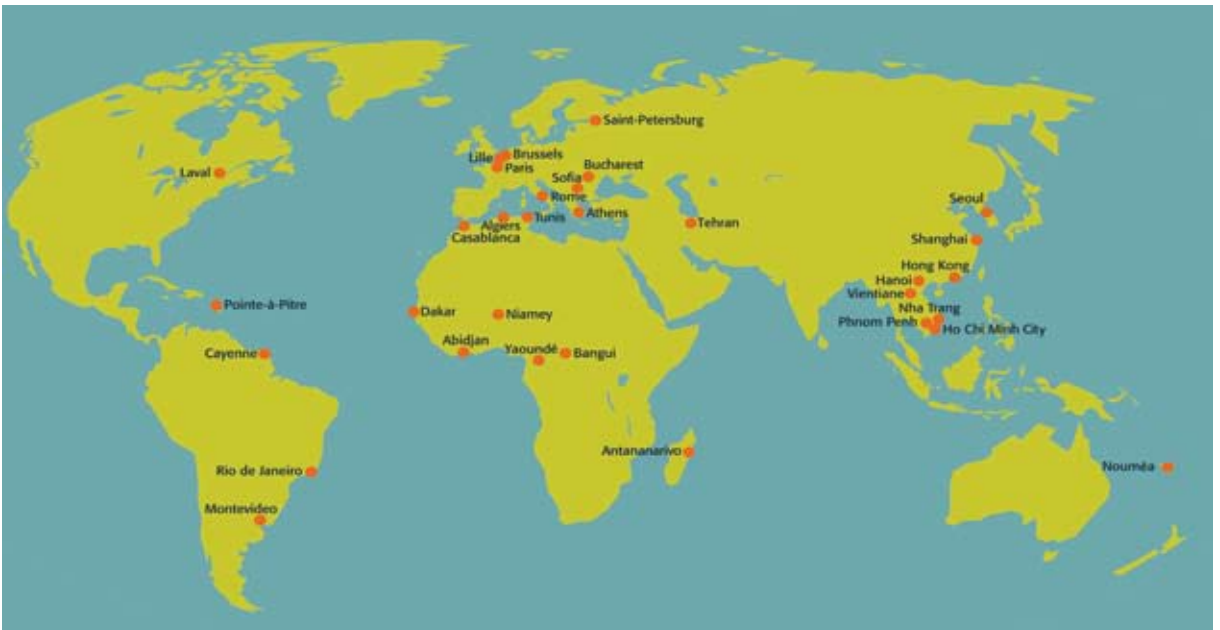 Saint-Petersburg
Lille
Brussels
Paris
Bucharest
Sofia
Laval
Rome
Seoul
Algiers
Tunis
Athens
Tehran
Casablanca
Shanghai
Hong Kong
Hanoi
Vientiane
Pointe-à-Pitre
Dakar
Niamey
Nha Trang
Phnom Penh
Ho Chi Minh City
Abidjan
Yaoundé
Bangui
Cayenne
Antananarivo
Nouméa
Rio de Janeiro
Montevideo